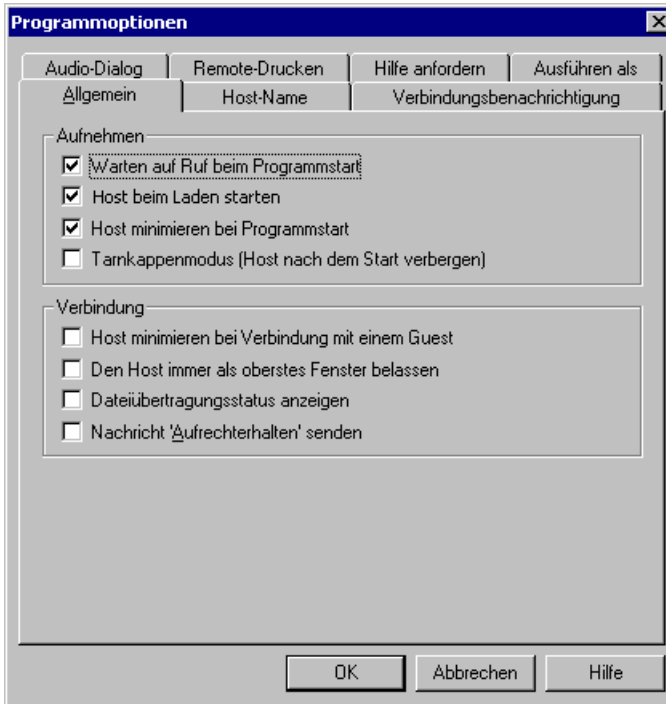 Programmoptionen
Audio-Dialog
Remote-Drucken
Hilfe anfordern
Ausführen als
Allgemein
Host-Name
Verbindungsbenachrichtigung
Aufnehmen
Warten auf Ruf beim Programmstart
Host beim Laden starten
Host minimieren bei Programmstart
Tarnkappenmodus (Host nach dem Start verbergen)
Verbindung
Host minimieren bei Verbindung mit einem Guest
Den Host immer als oberstes Fenster belassen
Dateiübertragungsstatus anzeigen
Nachricht 'Aufrechterhalten' senden
OK
Abbrechen
Hilfe